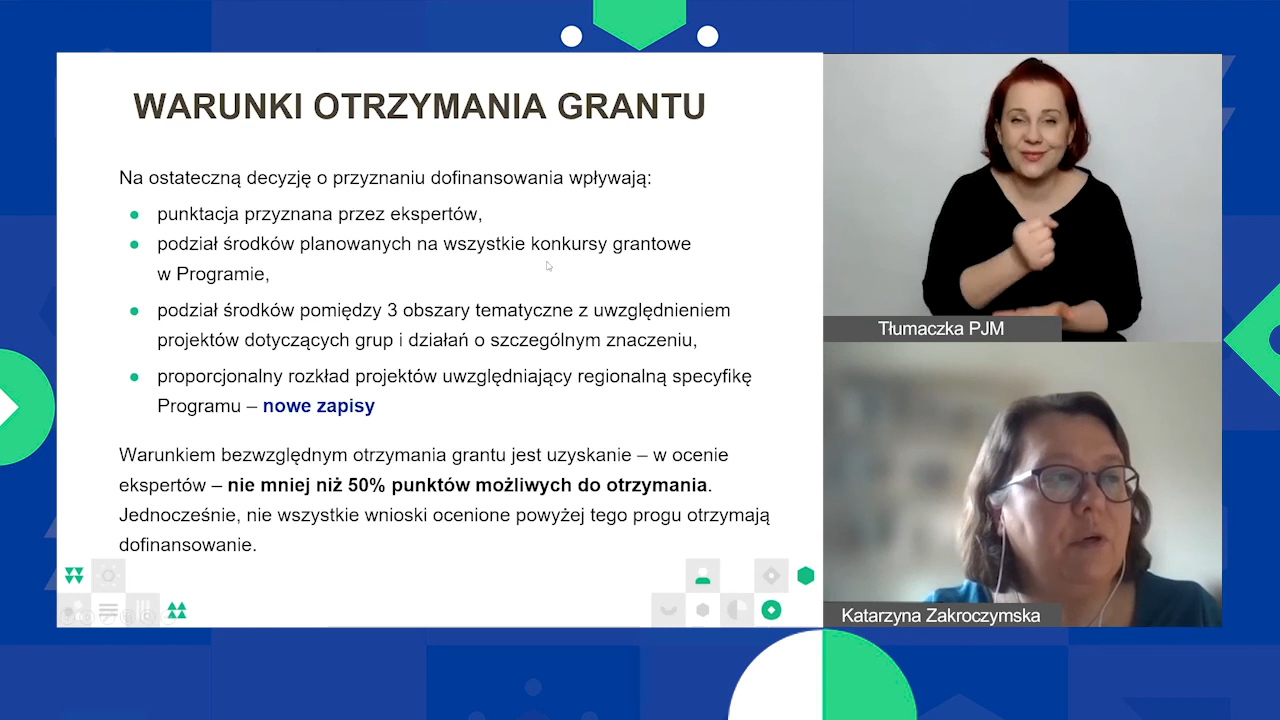 WARUNKI OTRZYMANIA GRANTU
Na ostateczną decyzję o przyznaniu dofinansowania wpływają:
punktacja przyznana przez ekspertów,
podział środków planowanych na wszystkie konkursy grantowe
w Programie,
podział środków pomiędzy 3 obszary tematyczne z uwzględnieniem
projektów dotyczących grup i działań o szczególnym znaczeniu,
proporcjonalny rozkład projektów uwzględniający regionalną specyfikę
Programu – nowe zapisy
Warunkiem bezwzględnym otrzymania grantu jest uzyskanie – w ocenie
ekspertów – nie mniej niż 50% punktów możliwych do otrzymania.
Jednocześnie, nie wszystkie wnioski ocenione powyżej tego progu otrzymają
dofinansowanie.
Tłumaczka PJM
Katarzyna Zakroczymska